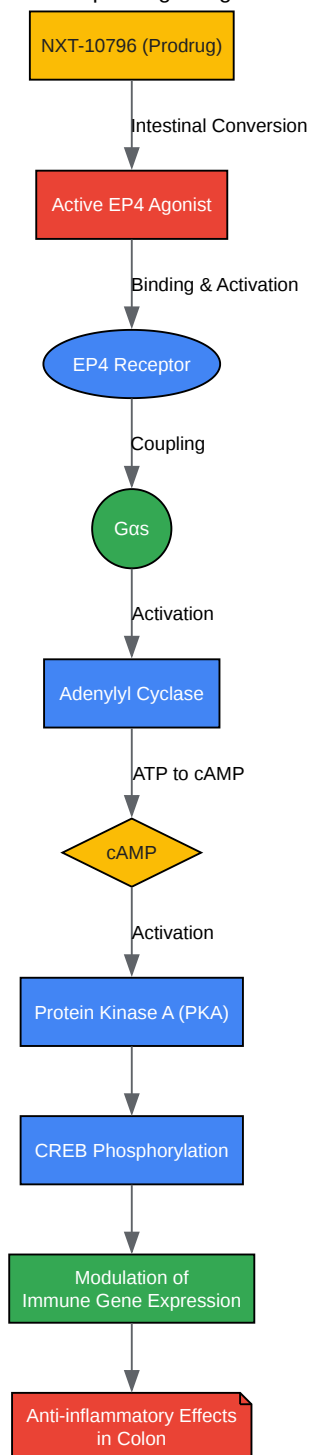 NXT-10796 (Prodrug)
Intestinal Conversion
Active EP4 Agonist
Binding & Activation
EP4 Receptor
Coupling
Gαs
Activation
Adenylyl Cyclase
ATP to cAMP
cAMP
Activation
Protein Kinase A (PKA)
CREB Phosphorylation
Modulation of
Immune Gene Expression
Anti-inflammatory Effects
in Colon